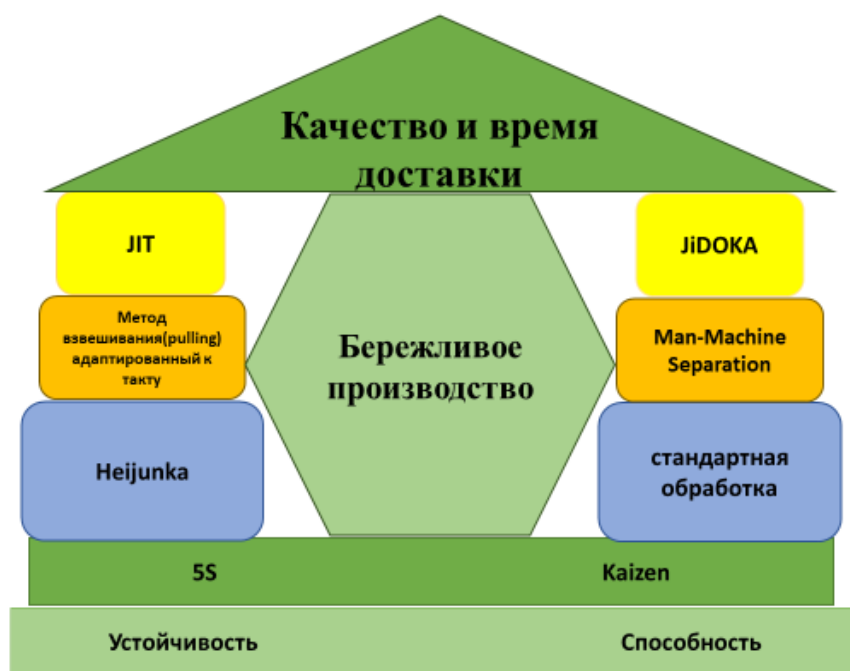 Качество и время
доставки
JIT
JiDOKA
Метод
взвешивания(pulling)
адаптированный к
такту
Бережливое
производство
Man-Machine
Separation
Heijunka
стандартная
обработка
5S
Kaizen
Устойчивость
Способность